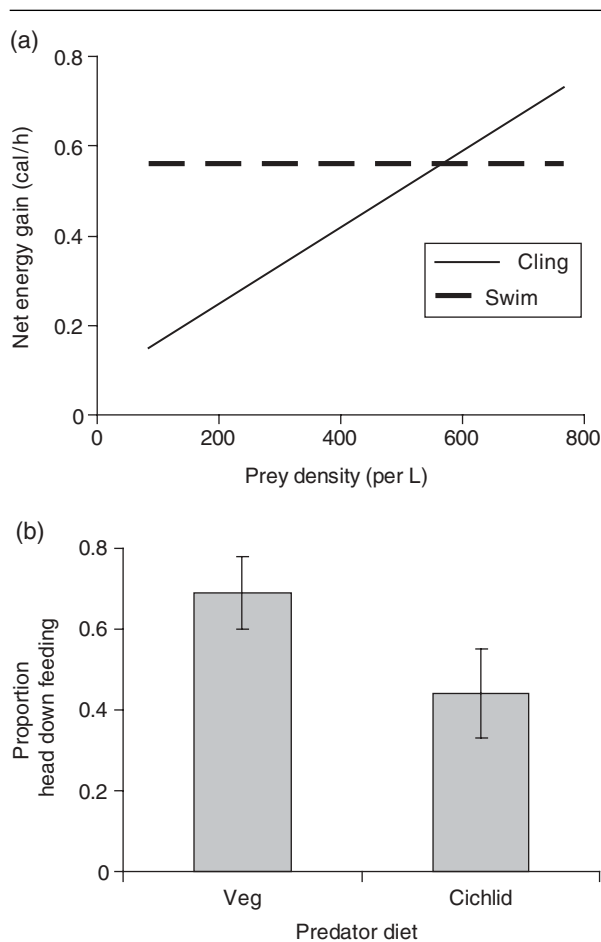 (a)
0.8
0.6
0.4
0.2
0
Net energy gain (cal/h)
Cling
Swim
0 200 400 600 800
Prey density (per L)
(b)
0.8
0.6
0.4
0.2
0
Proportion
head down feeding
Veg Cichlid
Predator diet